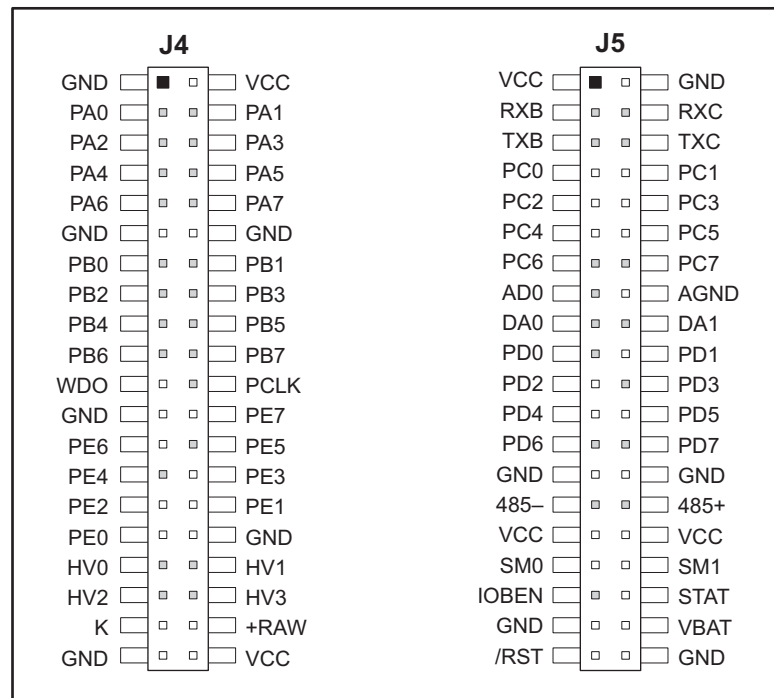 J4
GND VCC
PA0 PA1
PA2 PA3
PA4 PA5
PA6 PA7
GND GND
PB0 PB1
PB2 PB3
PB4 PB5
PB6 PB7
WDO PCLK
GND PE7
PE6 PE5
PE4 PE3
PE2 PE1
PE0 GND
HV0 HV1
HV2 HV3
K +RAW
GND VCC
J5
VCC GND
RXB RXC
TXB TXC
PC0 PC1
PC2 PC3
PC4 PC5
PC6 PC7
AD0 AGND
DA0 DA1
PD0 PD1
PD2 PD3
PD4 PD5
PD6 PD7
GND GND
485– 485+
VCC VCC
SM0 SM1
IOBEN STAT
GND VBAT
/RST GND